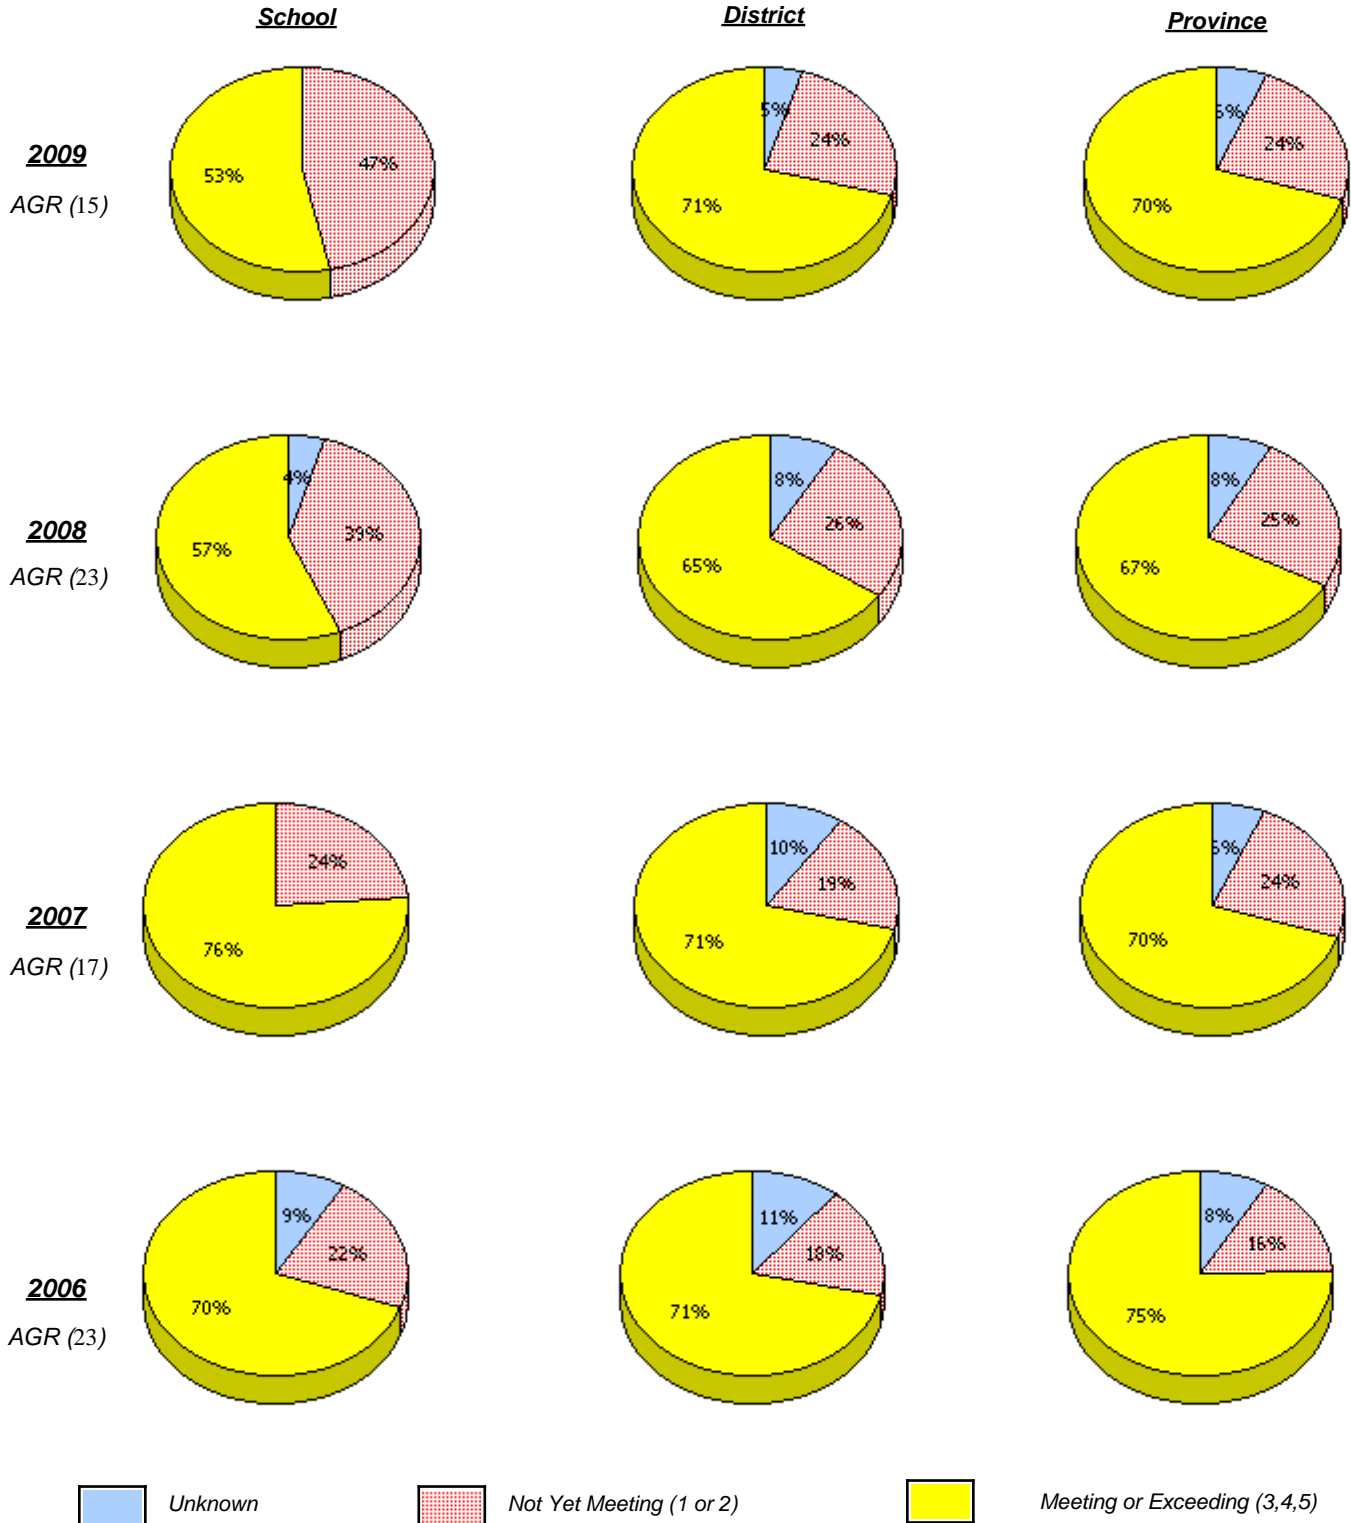 School District Province
2009
AGR (15)
53% 47%
5% 24% 71%
24% 70%
2008
AGR (23)
4% 39% 57%
8% 26% 65%
8% 25% 67%
2007
AGR (17)
24% 76%
10% 19% 71%
24% 70%
2006
AGR (23)
9% 22% 70%
11% 18% 71%
8% 16% 75%
Unknown Not Yet Meeting (1 or 2) Meeting or Exceeding (3,4,5)